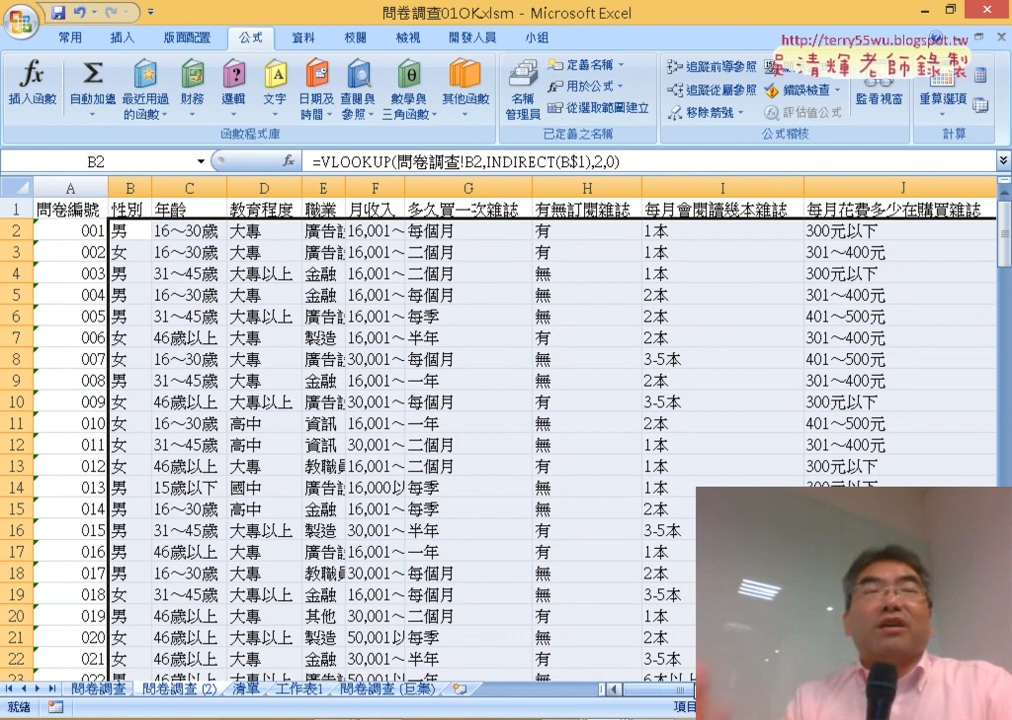 問卷調查01OK.xlsm - Microsoft Excel
常用 插入 版面配置 公式 資料 校閱 檢視 開發人員 小組
http://terry55wu.blogspot.tw
吳清輝老師錄製
插入函數 自動加總 最近用過的函數 財務 邏輯 文字 日期及時間 查閱與參照 數學與三角函數 其他函數
函數程式庫
名稱管理員 定義名稱 用於公式 從選取範圍建立
已定義之名稱
追蹤前導參照 追蹤從屬參照 移除箭號 錯誤檢查 評估值公式 監看視窗
公式稽核
重算選項
計算
B2 fx =VLOOKUP(問卷調查!B2,INDIRECT(B$1),2,0)
A B C D E F G H I J
1 問卷編號 性別 年齡 教育程度 職業 月收入 多久買一次雜誌 有無訂閱雜誌 每月會閱讀幾本雜誌 每月花費多少在購買雜誌
2 001 男 16～30歲 大專 廣告 16,001～ 每個月 有 1本 300元以下
3 002 女 16～30歲 大專 廣告 16,001～ 二個月 有 1本 301～400元
4 003 男 31～45歲 大專以上 金融 16,001～ 二個月 無 1本 300元以下
5 004 男 16～30歲 大專 金融 16,001～ 每個月 無 2本 301～400元
6 005 男 31～45歲 大專以上 廣告 16,001～ 每季 無 2本 401～500元
7 006 女 46歲以上 大專 製造 16,001～ 半年 有 2本 301～400元
8 007 女 16～30歲 大專 廣告 30,001～ 每個月 無 3-5本 401～500元
9 008 男 31～45歲 大專 金融 16,001～ 一年 無 2本 301～400元
10 009 女 46歲以上 大專以上 廣告 30,001～ 每個月 有 3-5本 300元以下
11 010 女 16～30歲 高中 資訊 16,001～ 一年 無 2本 401～500元
12 011 女 31～45歲 高中 資訊 30,001～ 二個月 無 1本 301～400元
13 012 女 46歲以上 大專 教職員 16,001～ 二個月 有 1本 300元以下
14 013 男 15歲以下 國中 廣告 16,000以 每季 無 1本 300元以下
15 014 男 16～30歲 高中 金融 16,001～ 每季 無 2本
16 015 男 31～45歲 大專以上 製造 30,001～ 半年 有 3-5本
17 016 男 46歲以上 大專 廣告 16,001～ 一年 有 1本
18 017 男 16～30歲 大專 教職員 30,001～ 每個月 無 2本
19 018 女 31～45歲 大專以上 金融 30,001～ 每個月 無 3-5本
20 019 男 46歲以上 大專 其他 30,001～ 二個月 有 1本
21 020 女 46歲以上 大專以上 製造 50,001以 每季 無 2本
22 021 女 46歲以上 大專 金融 30,001～ 半年 有 3-5本
問卷調查 問卷調查 (2) 清單 工作表1 問卷調查 (巨集)
就緒